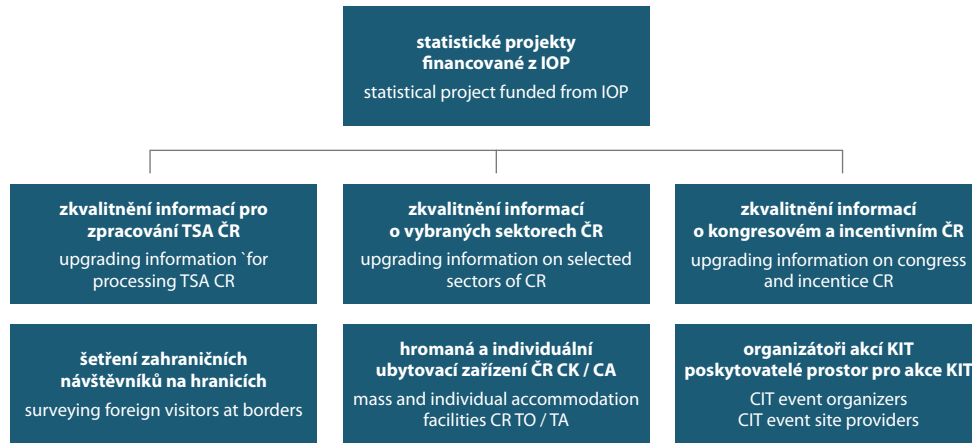 statistické projekty
financované z IOP
statistical project funded from IOP
zkvalitnění informací pro
zpracování TSA ČR
upgrading information `for
processing TSA CR
zkvalitnění informací
o vybraných sektorech ČR
upgrading information on selected
sectors of CR
zkvalitnění informací
o kongresovém a incentivním ČR
upgrading information on congress
and incentice CR
šetření zahraničních
návštěvníků na hranicích
surveying foreign visitors at borders
hromaná a individuální
ubytovací zařízení ČR CK / CA
mass and individual accommodation
facilities CR TO / TA
organizátoři akcí KIT
poskytovatelé prostor pro akce KIT
CIT event organizers
CIT event site providers